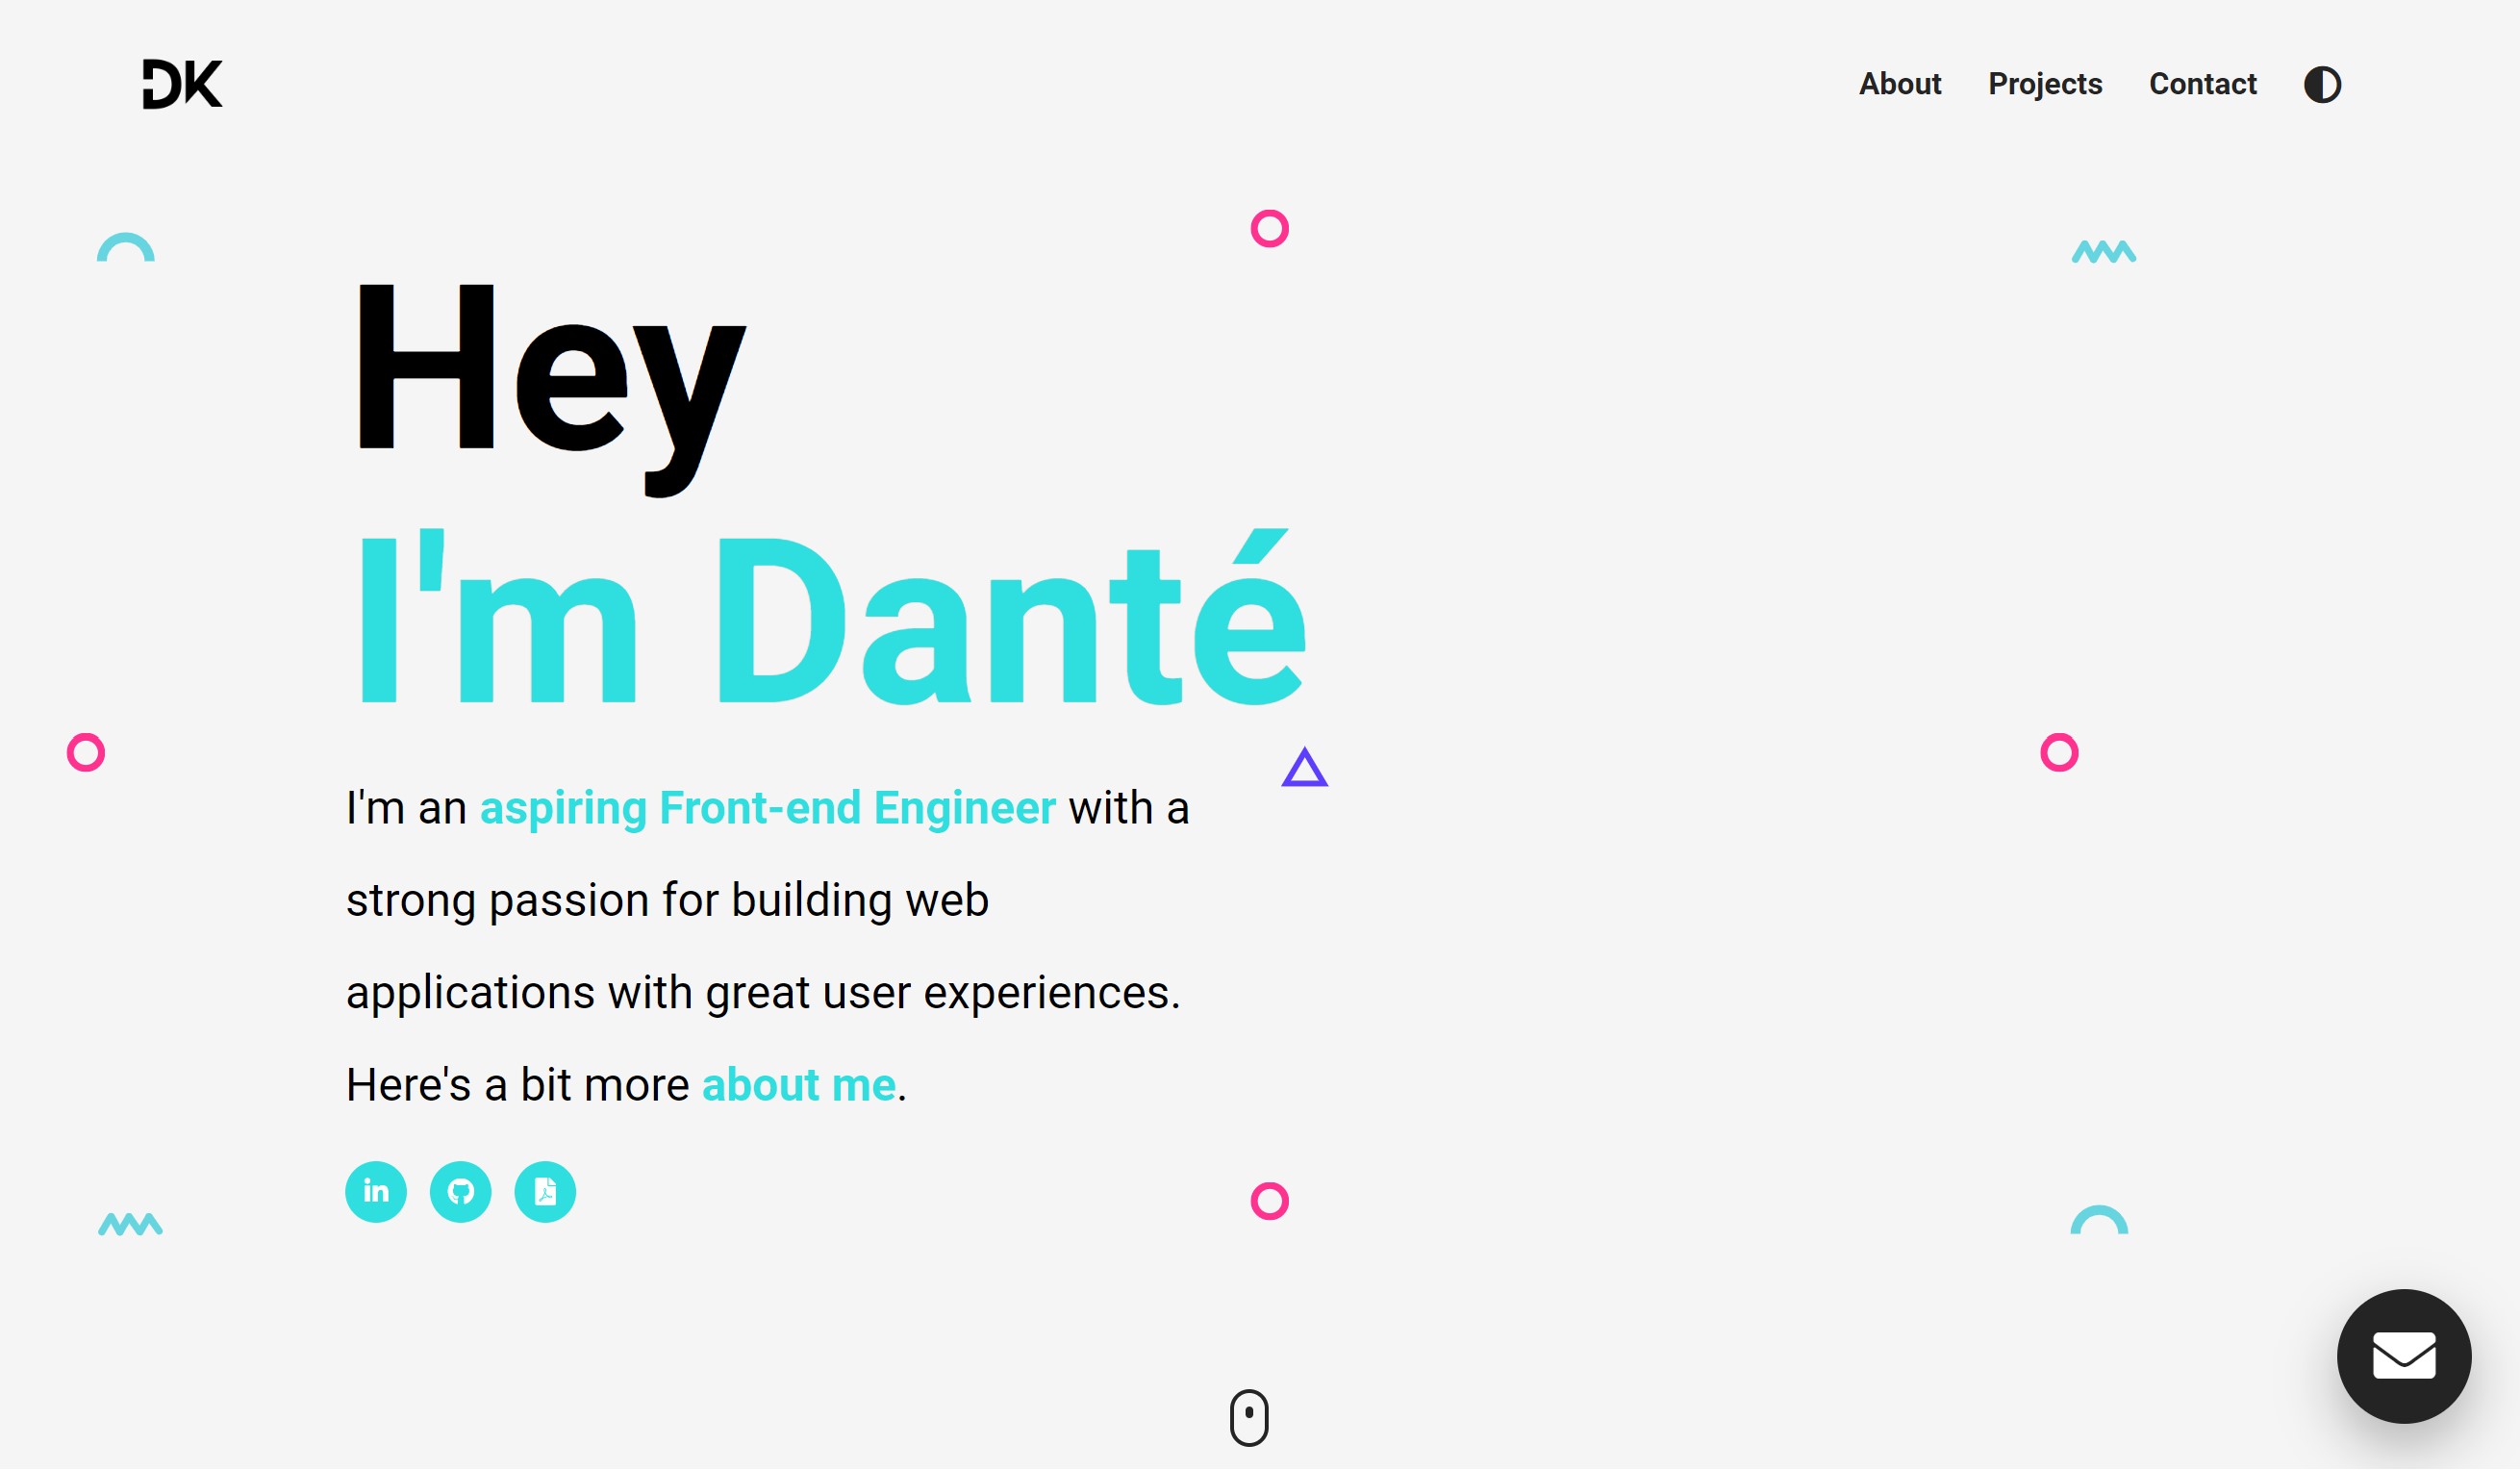 DK
About Projects Contact
Hey
I'm Danté
I'm an aspiring Front-end Engineer with a
strong passion for building web
applications with great user experiences.
Here's a bit more about me.
in